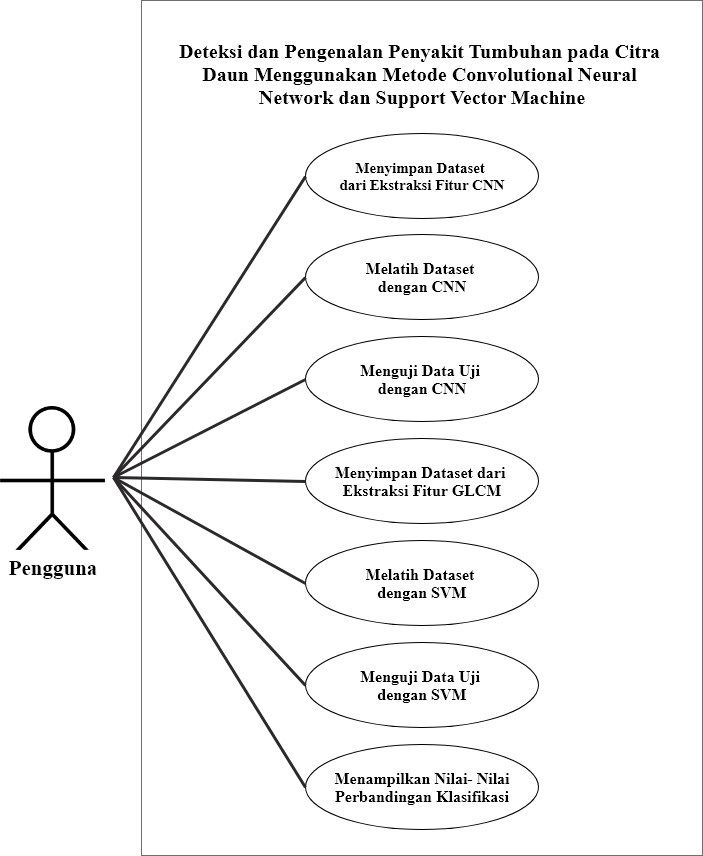 Deteksi dan Pengenalan Penyakit Tumbuhan pada Citra
Daun Menggunakan Metode Convolutional Neural
Network dan Support Vector Machine
Menyimpan Dataset
dari Ekstraksi Fitur CNN
Melatih Dataset
dengan CNN
Menguji Data Uji
dengan CNN
Menyimpan Dataset dari
Ekstraksi Fitur GLCM
Pengguna
Melatih Dataset
dengan SVM
Menguji Data Uji
dengan SVM
Menampilkan Nilai- Nilai
Perbandingan Klasifikasi